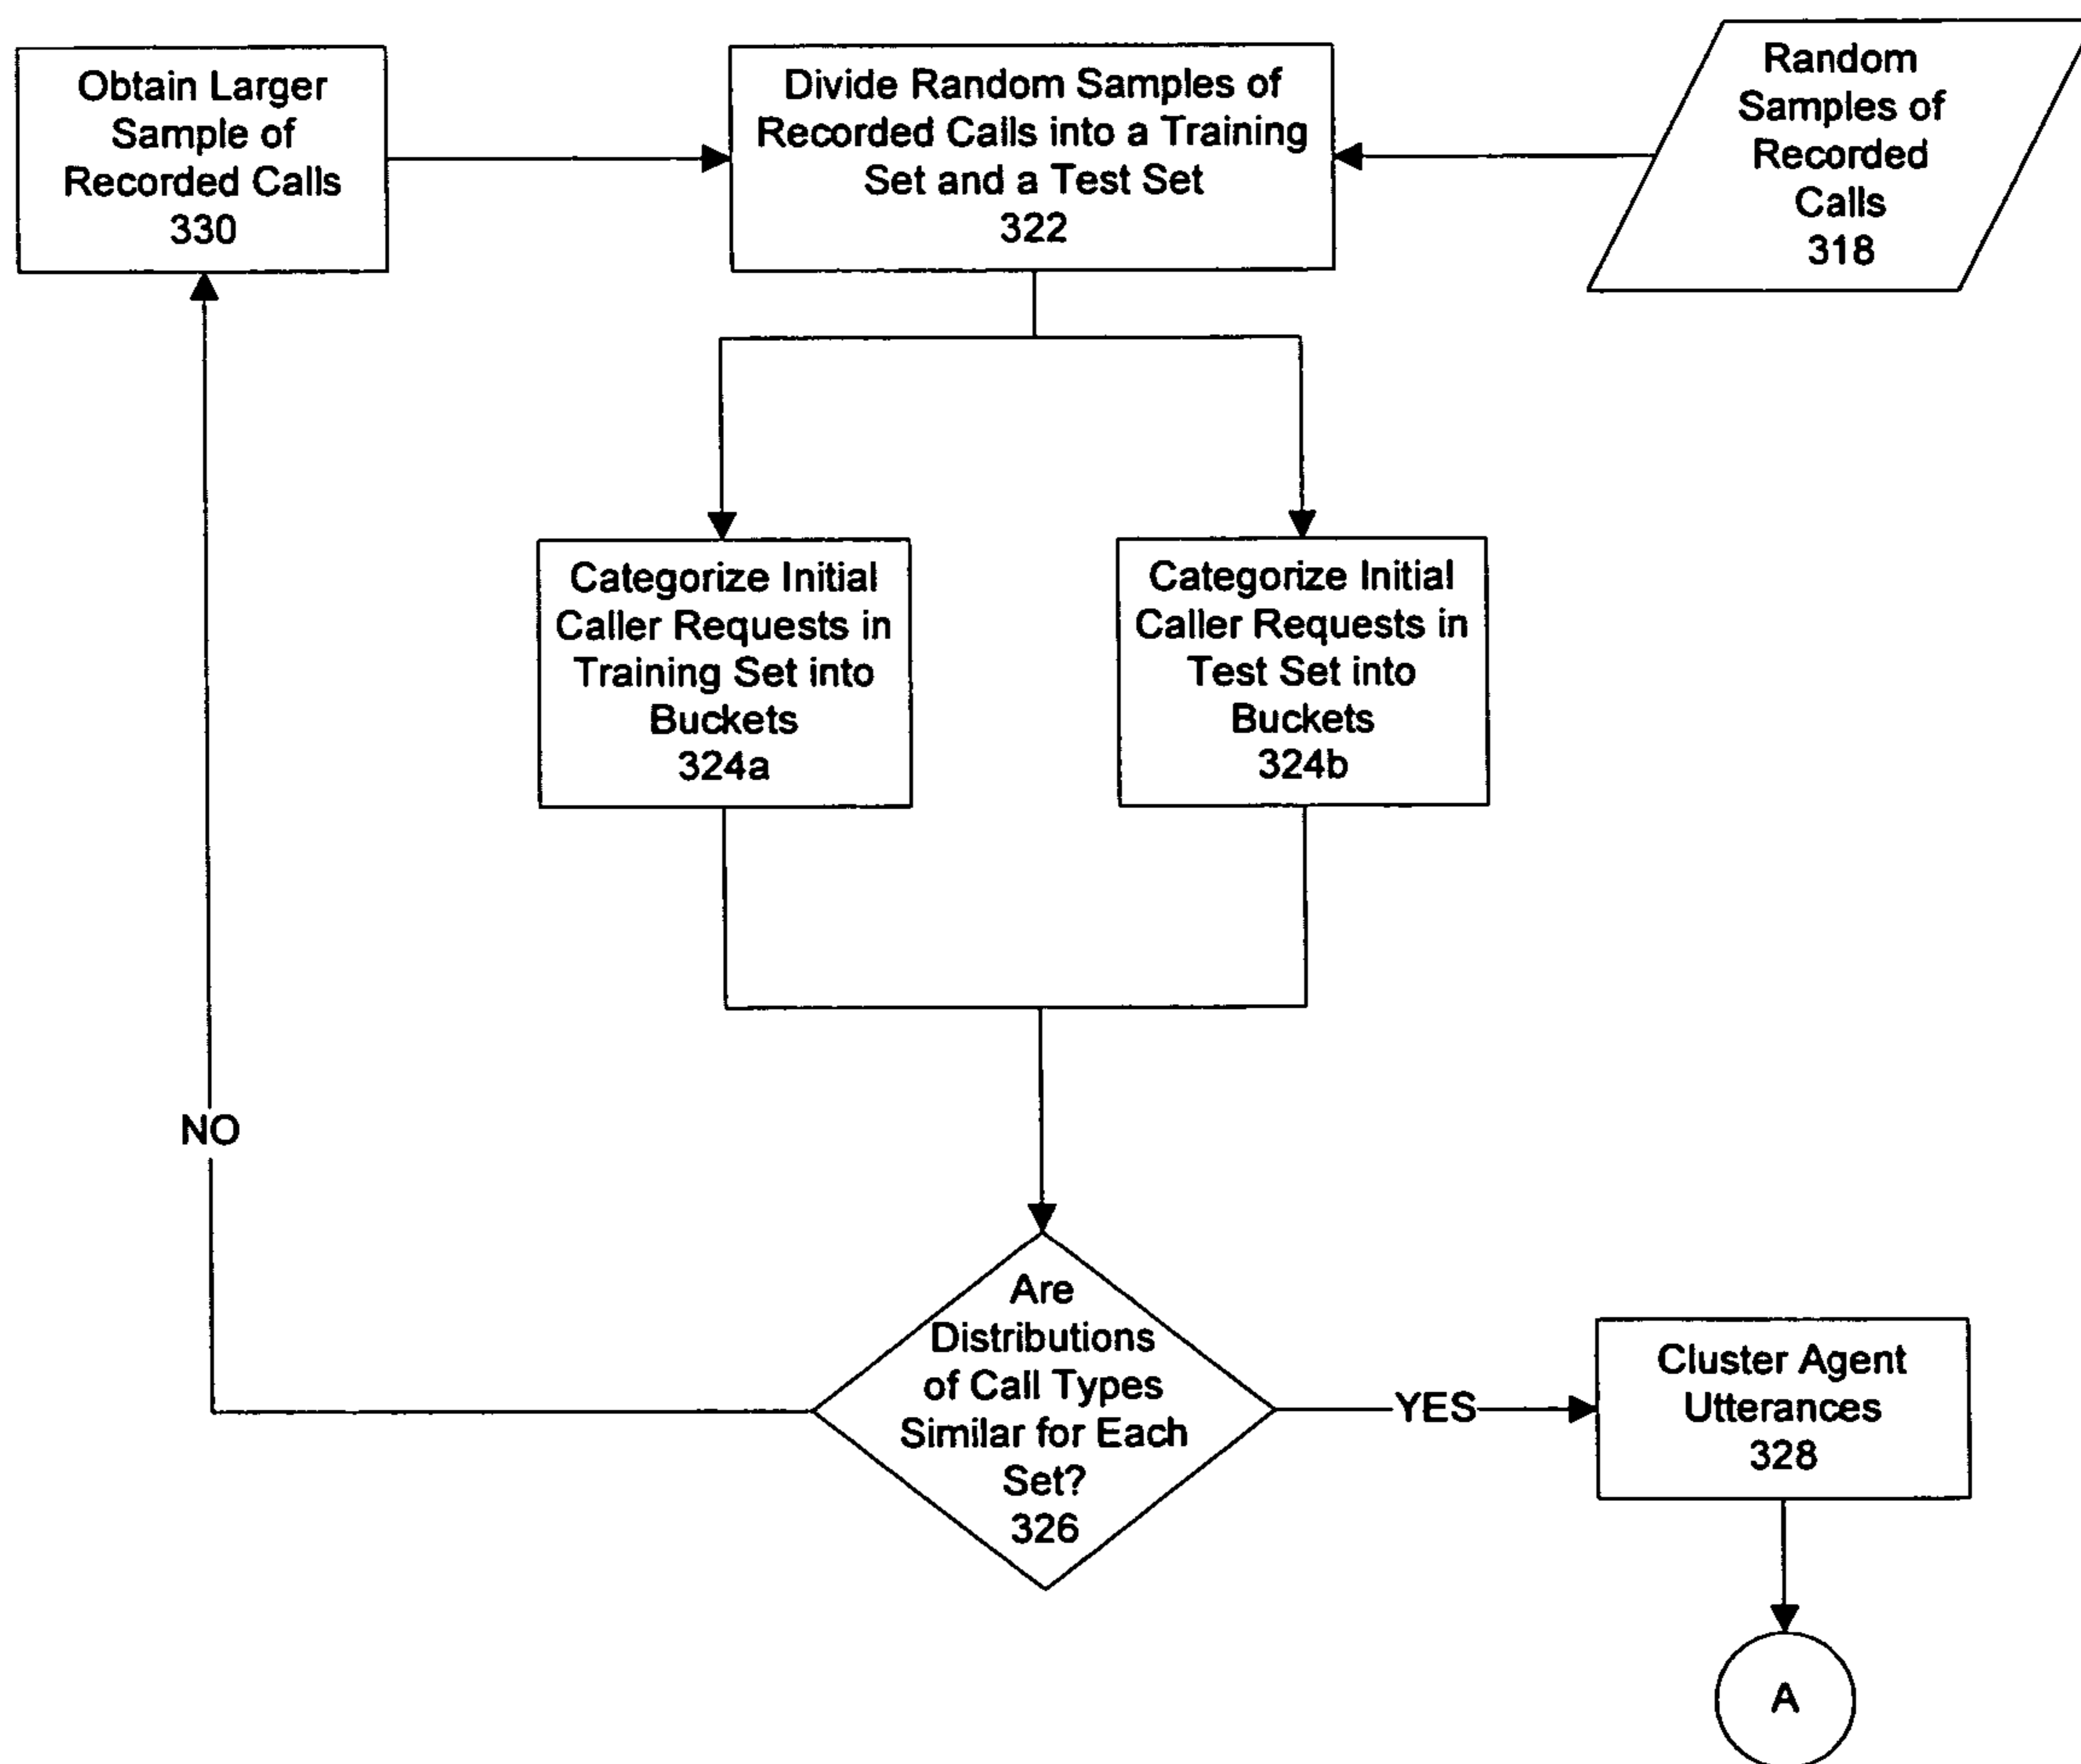 Obtain Larger
Sample of
Recorded Calls
330
Divide Random Samples of
Recorded Calls into a Training
Set and a Test Set
322
Random
Samples of
Recorded
Calls
318
Categorize Initial
Caller Requests in
Training Set into
Buckets
324a
Categorize Initial
Caller Requests in
Test Set into
Buckets
324b
NO
Are
Distributions
of Call Types
Similar for Each
Set?
326
YES
Cluster Agent
Utterances
328
A